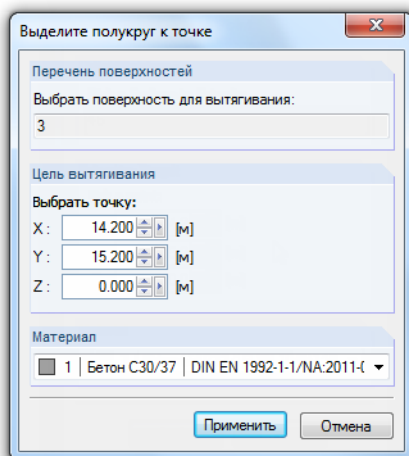 Выделите полукруг к точке
Перечень поверхностей
Выбрать поверхность для вытягивания:
3
Цель вытягивания
Выбрать точку:
X : 14.200 [м]
Y : 15.200 [м]
Z : 0.000 [м]
Материал
1 | Бетон C30/37 | DIN EN 1992-1-1/NA:2011-(
Применить Отмена